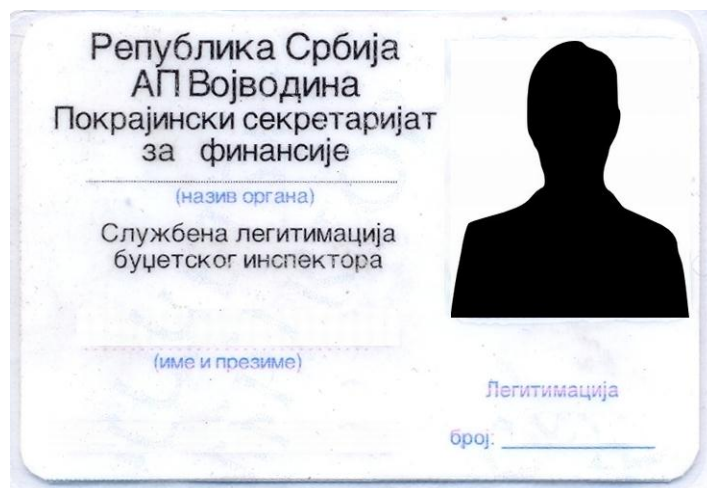 Република Србија
АП Војводина
Покрајински секретаријат
за финансије
(назив органа)
Службена легитимација
буџетског инспектора
(име и презиме)
Легитимација
број: